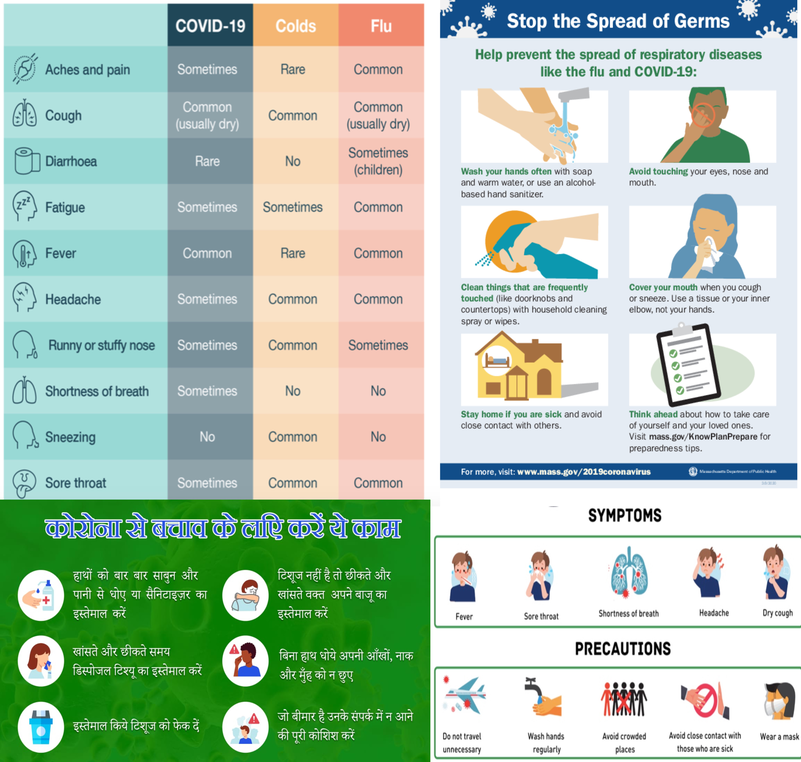 COVID-19 Colds Flu
Aches and pain Sometimes Rare Common
Cough Common (usually dry) Common Common (usually dry)
Diarrhoea Rare No Sometimes (children)
Fatigue Sometimes Sometimes Common
Fever Common Rare Common
Headache Sometimes Common Common
Runny or stuffy nose Sometimes Common Sometimes
Shortness of breath Sometimes No No
Sneezing No Common No
Sore throat Sometimes Common Common
Stop the Spread of Germs
Help prevent the spread of respiratory diseases
like the flu and COVID-19:
Wash your hands often with soap
and warm water, or use an alcohol-
based hand sanitizer.
Avoid touching your eyes, nose and
mouth.
Clean things that are frequently
touched (like doorknobs and
countertops) with household cleaning
spray or wipes.
Cover your mouth when you cough
or sneeze. Use a tissue or your inner
elbow, not your hands.
Stay home if you are sick and avoid
close contact with others.
Think ahead about how to take care
of yourself and your loved ones.
Visit mass.gov/KnowPlanPrepare for
preparedness tips.
For more, visit: www.mass.gov/2019coronavirus
Massachusetts Department of Public Health
कोरोना से बचाव के लिए करें ये काम
हाथों को बार बार साबुन और
पानी से धोए या सैनिटाइज़र का
इस्तेमाल करें
टिशूज नहीं है तो छीकते और
खांसते वक्त अपने बाजू का
इस्तेमाल करें
खांसते और छीकते समय
डिस्पोजल टिश्यू का इस्तेमाल करें
बिना हाथ धोये अपनी आँखों, नाक
और मुँह को न छुए
इस्तेमाल किये टिशूज को फेक दें
जो बीमार है उनके संपर्क में न आने
की पूरी कोशिश करें
SYMPTOMS
Fever
Sore throat
Shortness of breath
Headache
Dry cough
PRECAUTIONS
Do not travel
unnecessary
Wash hands
regularly
Avoid crowded
places
Avoid close contact with
those who are sick
Wear a mask